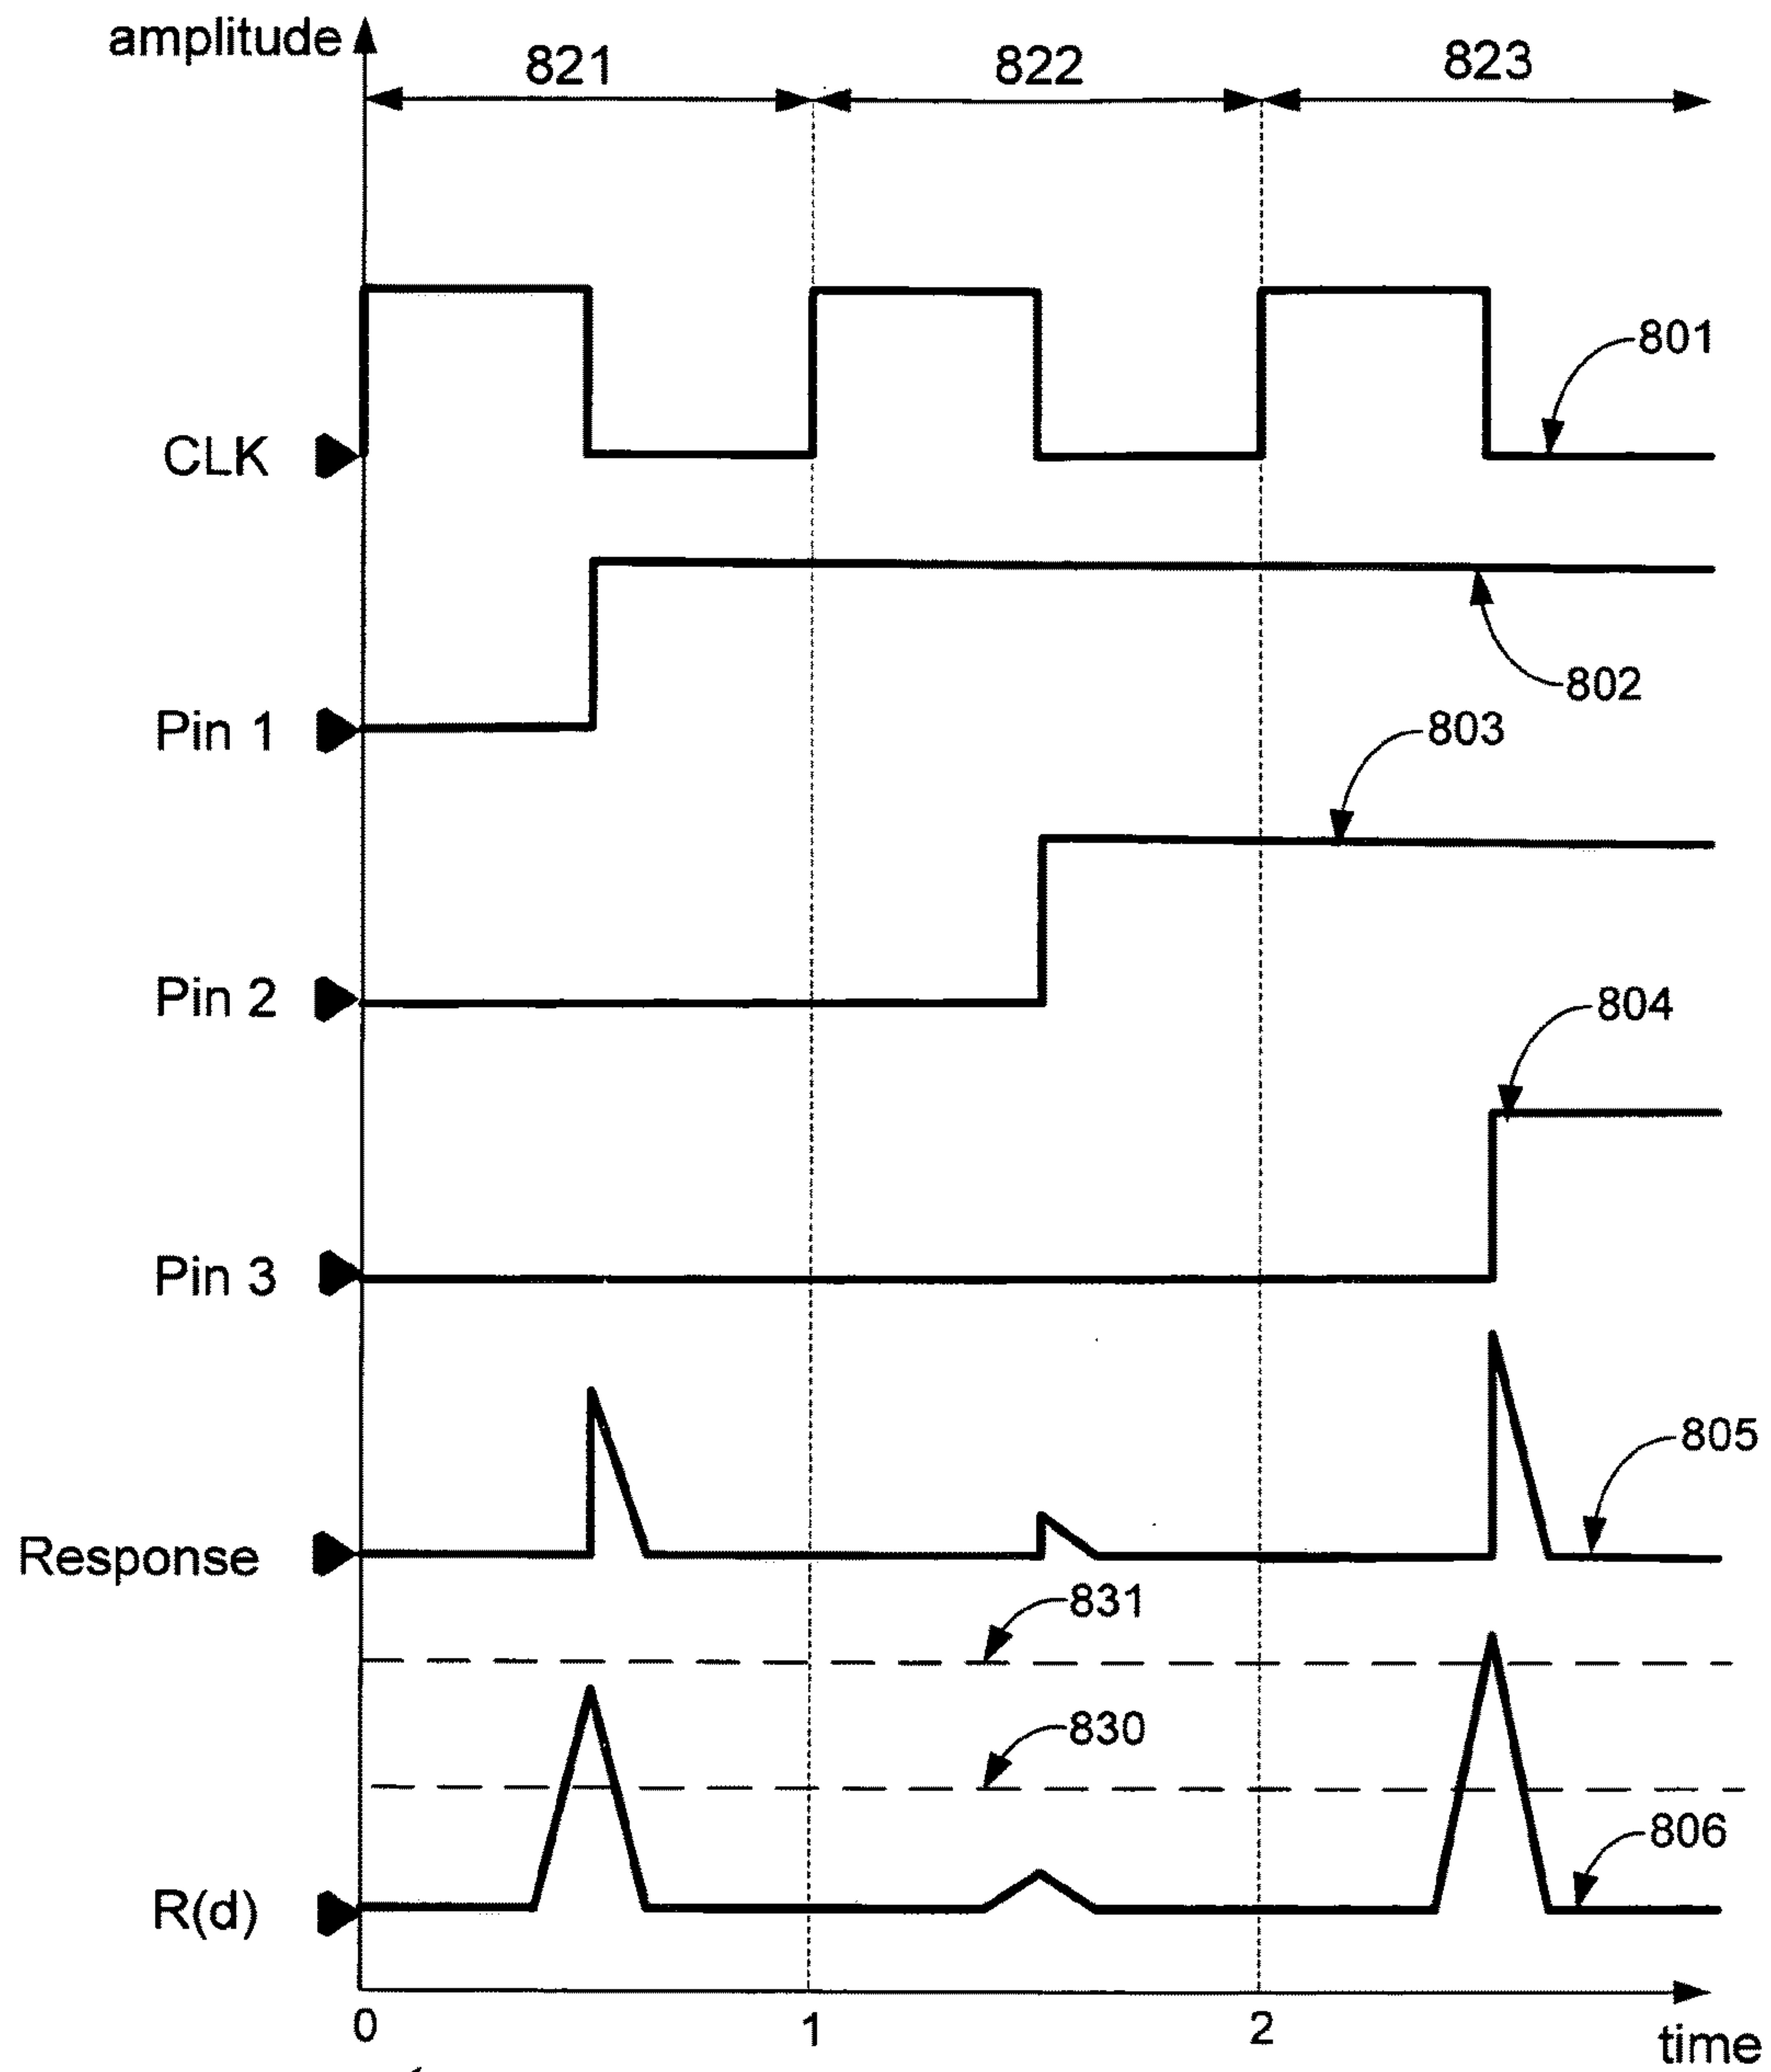 amplitude
821
822
823
801
CLK
802
Pin 1
803
Pin 2
804
Pin 3
805
Response
831
830
806
R(d)
0
1
2
time